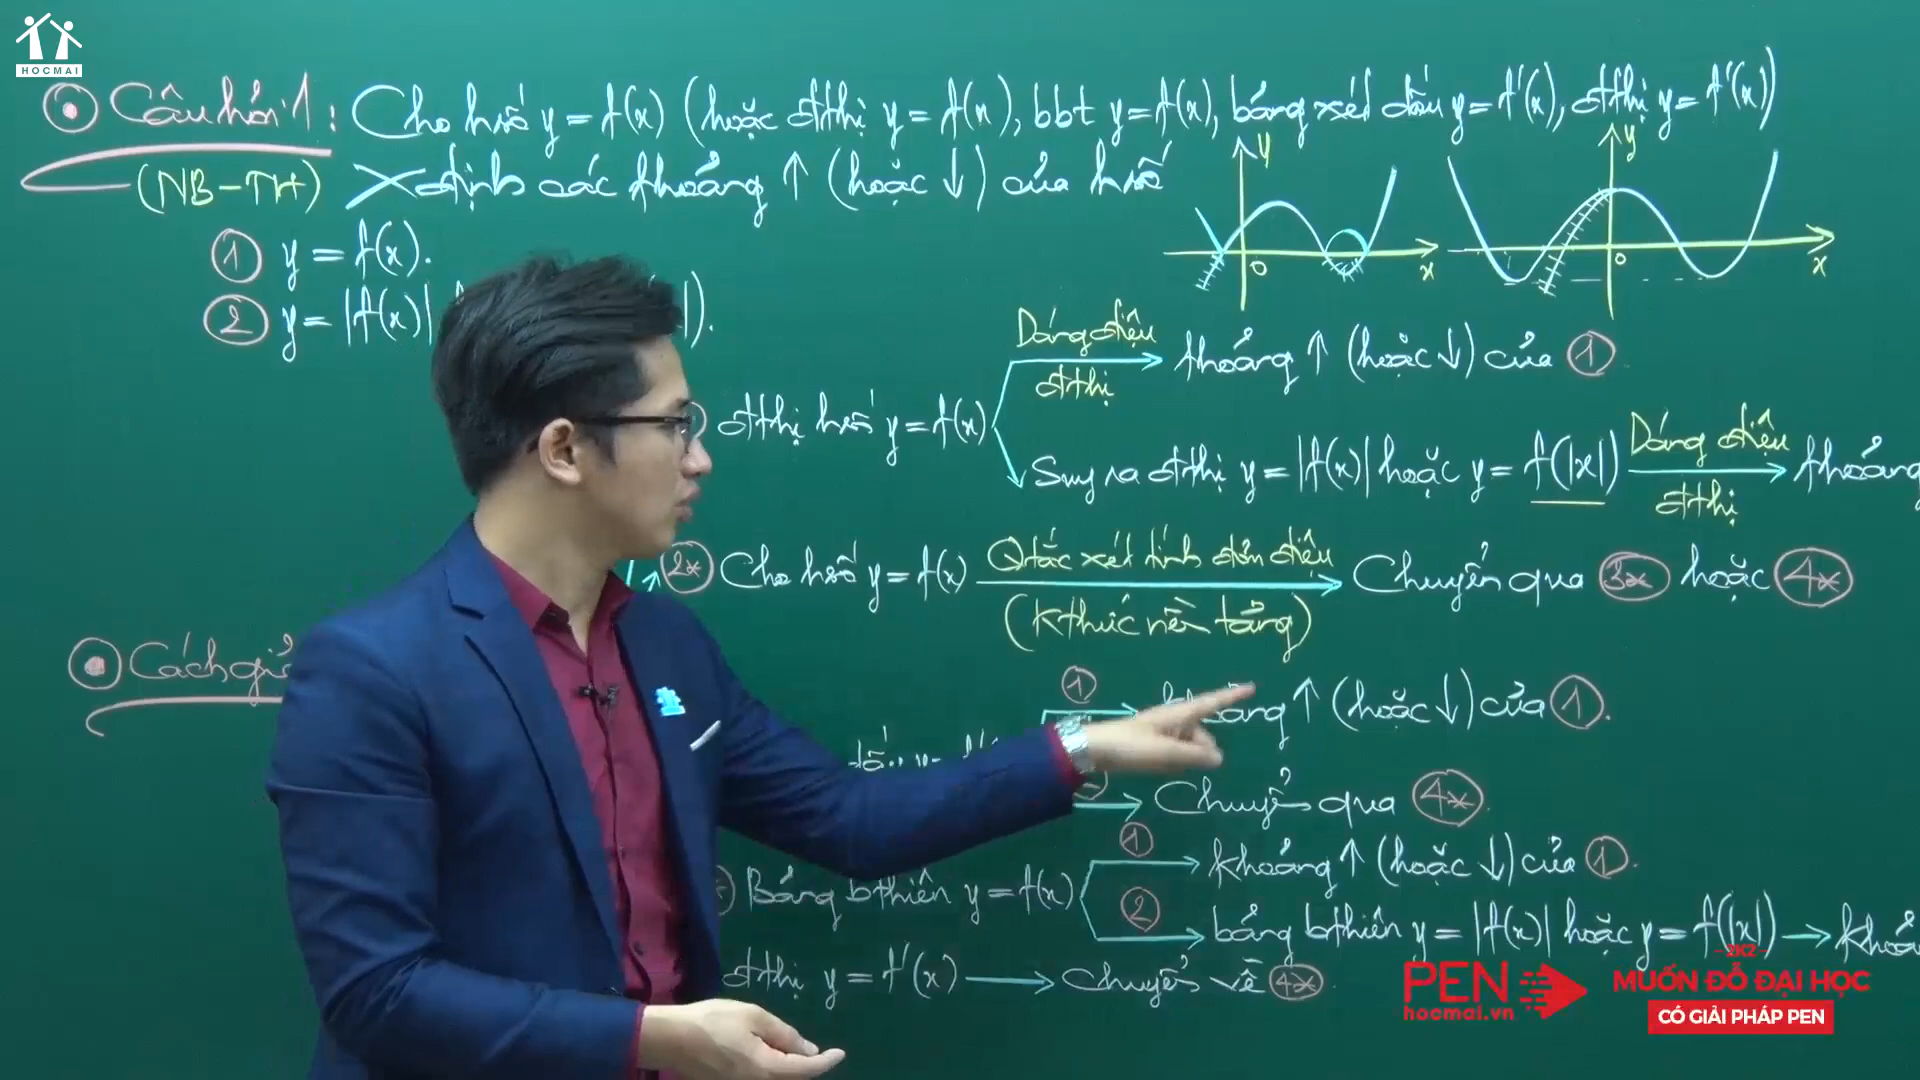 HOCMAI
Câu hỏi 1: Cho hsố y = f(x) (hoặc đthị y = f(x), bbt y = f(x), bảng xét dấu y = f'(x), đthị y = f'(x))
(NB-TH) Xđịnh các khoảng ↑ (hoặc ↓) của hsố
① y = f(x).
② y = |f(x)| |).
y
O
x
y
O
x
Dáng điệu
đthị
khoảng ↑ (hoặc ↓) của ①
đthị hsố y = f(x)
Suy ra đthị y = |f(x)| hoặc y = f(|x|) Dáng điệu đthị khoảng
2* Cho hsố y = f(x) Qtắc xét tính đơn điệu (kthức nền tảng) Chuyển qua 3* hoặc 4*
Cách giả
① khoảng ↑ (hoặc ↓) của ①.
dấu y = f'
Chuyển qua 4*.
Bảng bthiên y = f(x)
① khoảng ↑ (hoặc ↓) của ①.
② bảng bthiên y = |f(x)| hoặc y = f(|x|) → khoả
đthị y = f'(x) → Chuyển về 4*.
PEN
hocmai.vn
2K2
MUỐN ĐỖ ĐẠI HỌC
CÓ GIẢI PHÁP PEN